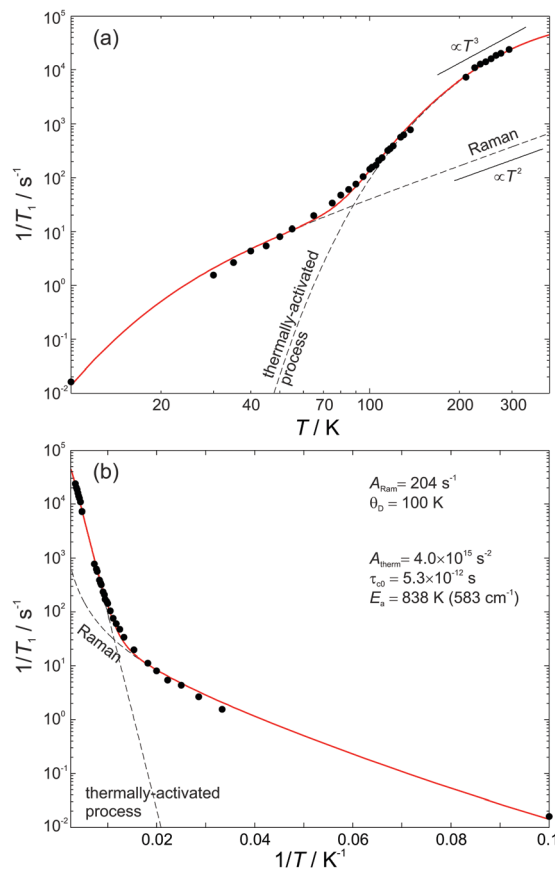 (a)
∝T³
Raman
∝T²
thermally-activated
process
1/T₁ / s⁻¹
10⁵
10⁴
10³
10²
10¹
10⁰
10⁻¹
10⁻²
20
30
40
50
70
100
200
300
T / K
(b)
A_Ram = 204 s⁻¹
θ_D = 100 K
A_therm = 4.0×10¹⁵ s⁻²
τ_c0 = 5.3×10⁻¹² s
E_a = 838 K (583 cm⁻¹)
Raman
thermally-activated
process
1/T₁ / s⁻¹
10⁵
10⁴
10³
10²
10¹
10⁰
10⁻¹
10⁻²
0.02
0.04
0.06
0.08
0.1
1/T / K⁻¹